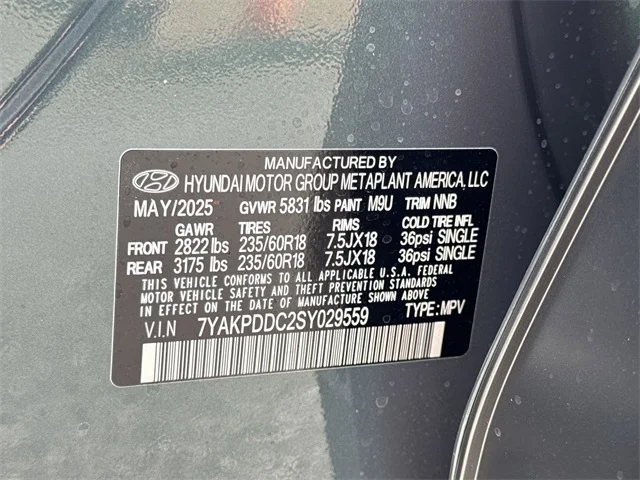 MANUFACTURED BY
HYUNDAI MOTOR GROUP METAPLANT AMERICA, LLC
MAY/2025 GVWR 5831 lbs PAINT M9U TRIM NNB
GAWR TIRES RIMS COLD TIRE INFL
FRONT 2822 lbs 235/60R18 7.5JX18 36psi SINGLE
REAR 3175 lbs 235/60R18 7.5JX18 36psi SINGLE
THIS VEHICLE CONFORMS TO ALL APPLICABLE U.S.A. FEDERAL
MOTOR VEHICLE SAFETY AND THEFT PREVENTION STANDARDS
IN EFFECT ON THE DATE OF MANUFACTURE SHOWN ABOVE.
V.I.N 7YAKPDDC2SY029559 TYPE:MPV